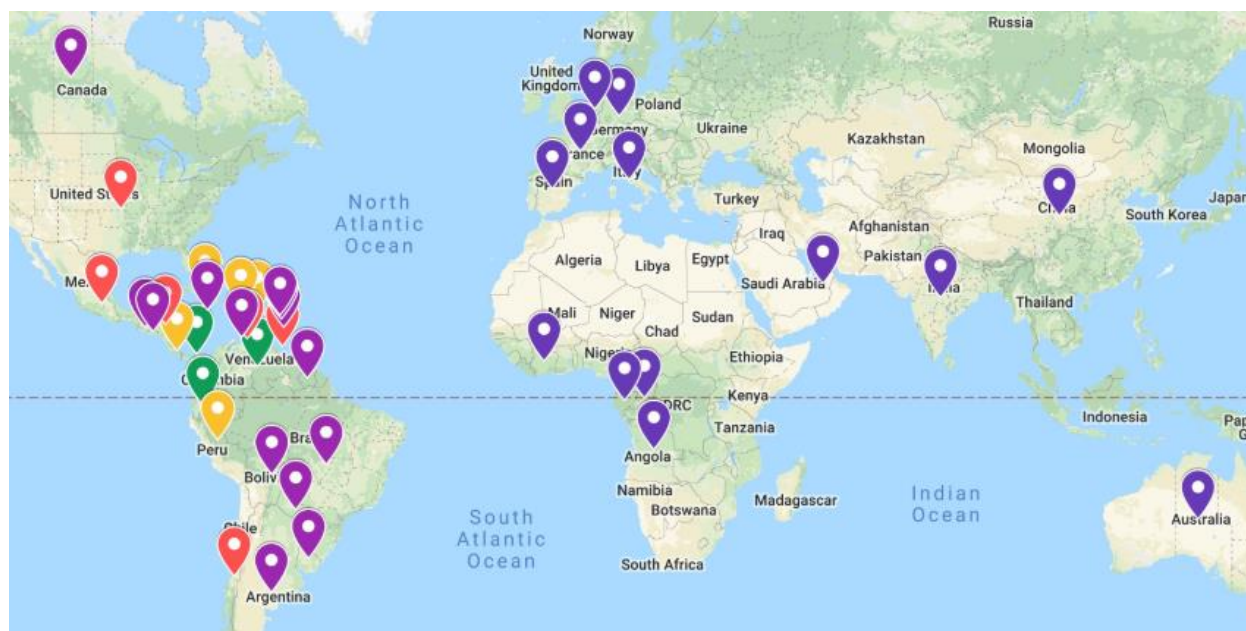 Russia
Norway
Canada
United
Kingdom
Poland
Germany
Ukraine
Kazakhstan
Mongolia
France
Italy
Spain
United States
North
Atlantic
Ocean
Turkey
China
South Korea
Japan
Afghanistan
Iraq
Pakistan
Algeria
Libya
Egypt
Saudi Arabia
India
Mali
Niger
Chad
Sudan
Thailand
Nigeria
Ethiopia
Venezuela
Colombia
DRC
Kenya
Tanzania
Indonesia
Peru
Angola
Namibia
Botswana
Madagascar
Indian
Ocean
South
Atlantic
Ocean
Chile
Australia
South Africa
Argentina